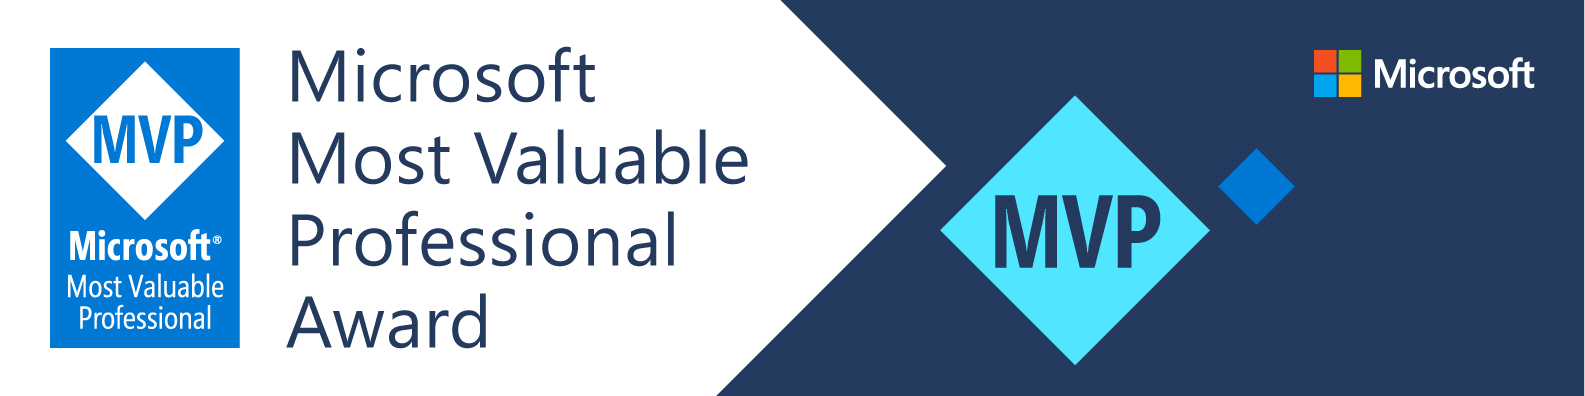 MVP
Microsoft®
Most Valuable
Professional
Microsoft
Most Valuable
Professional
Award
MVP
Microsoft